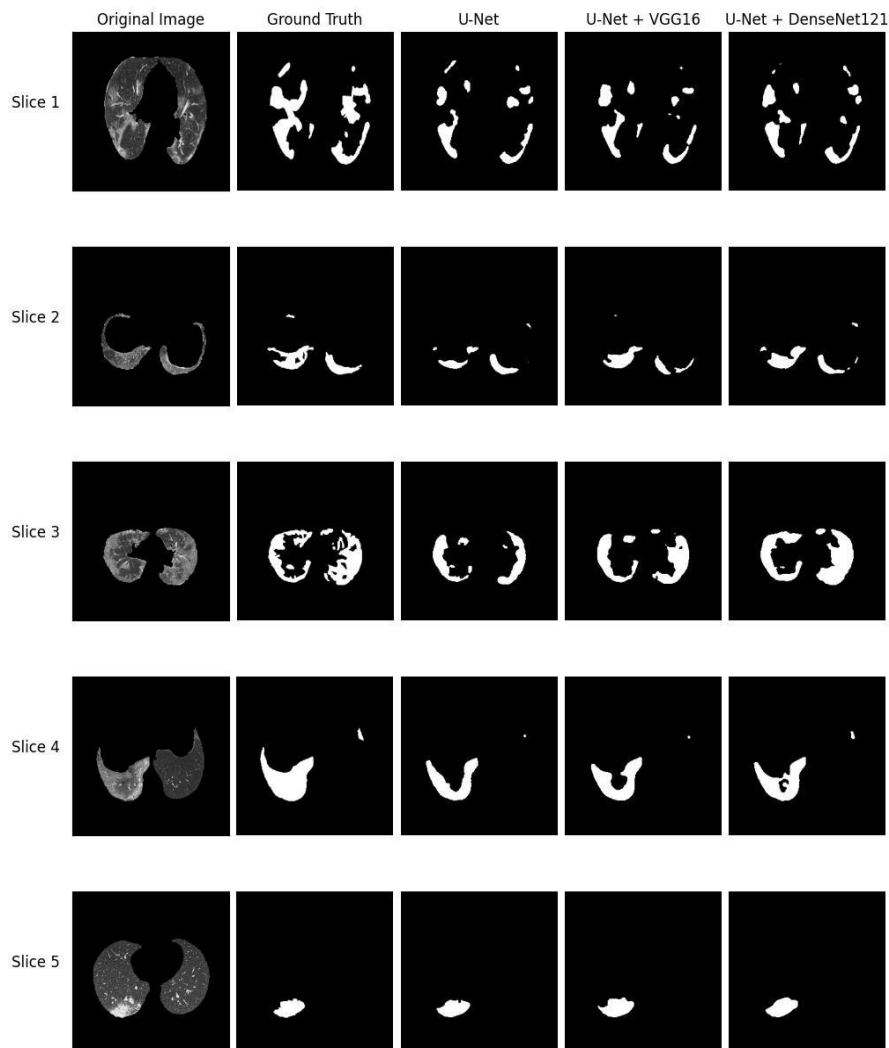 Original Image Ground Truth U-Net U-Net + VGG16 U-Net + DenseNet121
Slice 1
Slice 2
Slice 3
Slice 4
Slice 5